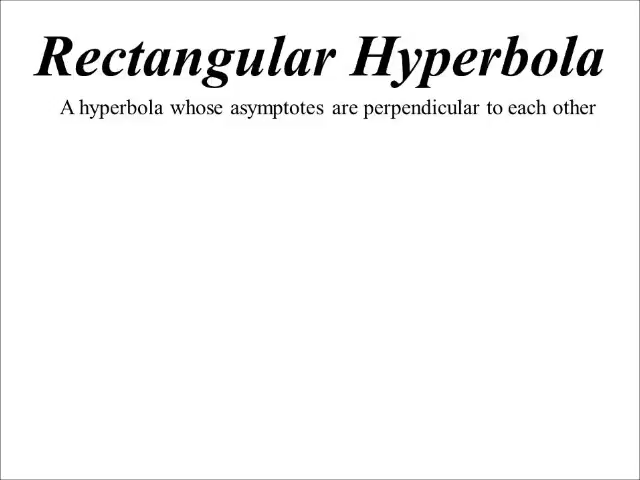 Rectangular Hyperbola
A hyperbola whose asymptotes are perpendicular to each other